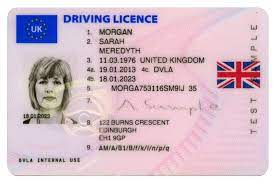 DRIVING LICENCE
UK
1. MORGAN
2. SARAH
MEREDYTH
3. 11.03.1976 UNITED KINGDOM
4a. 19.01.2013 4c. DVLA
4b. 18.01.2023
5. MORGA753116SM9IJ 35
7. A Sample
8. 122 BURNS CRESCENT
EDINBURGH
EH1 9GP
18.01.2023
9. AM/A/B1/B/f/k/l/n/p/q
DVLA INTERNAL USE
TEST SAMPLE